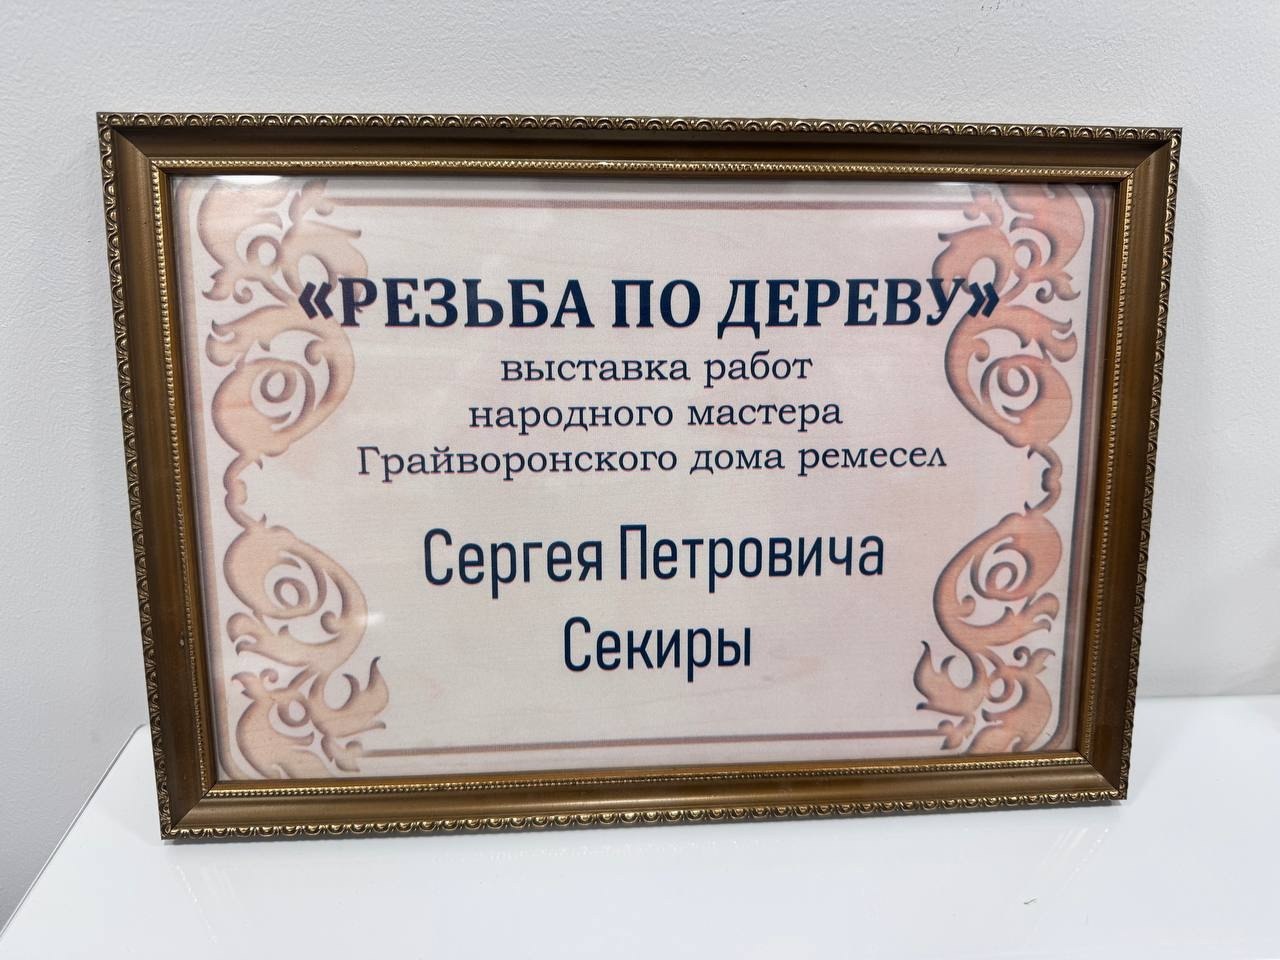 «РЕЗЬБА ПО ДЕРЕВУ»
выставка работ
народного мастера
Грайворонского дома ремесел
Сергея Петровича
Секиры